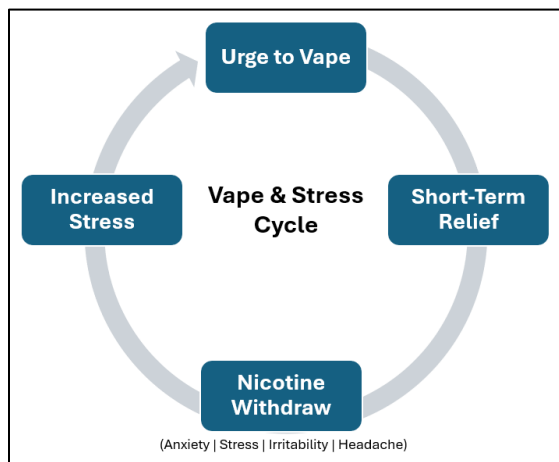 Urge to Vape
Vape & Stress
Cycle
Increased
Stress
Short-Term
Relief
Nicotine
Withdraw
(Anxiety | Stress | Irritability | Headache)